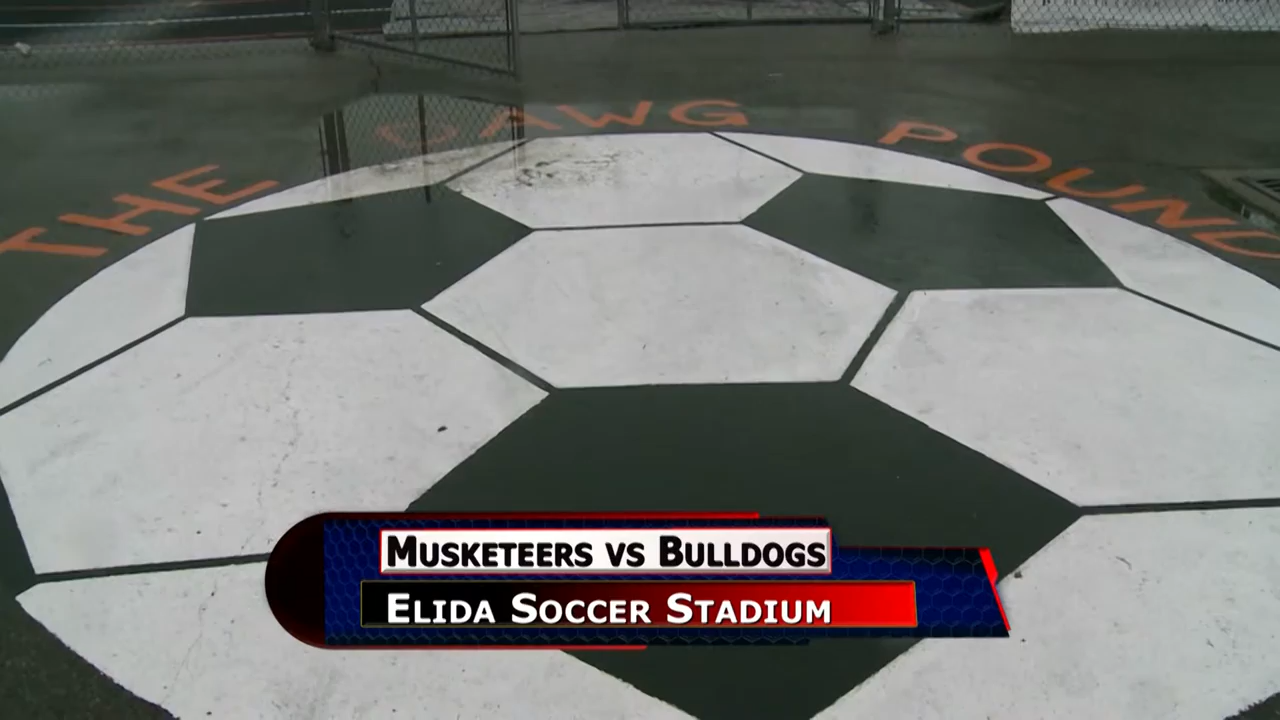 THE DAWG POUND
MUSKETEERS VS BULLDOGS
ELIDA SOCCER STADIUM